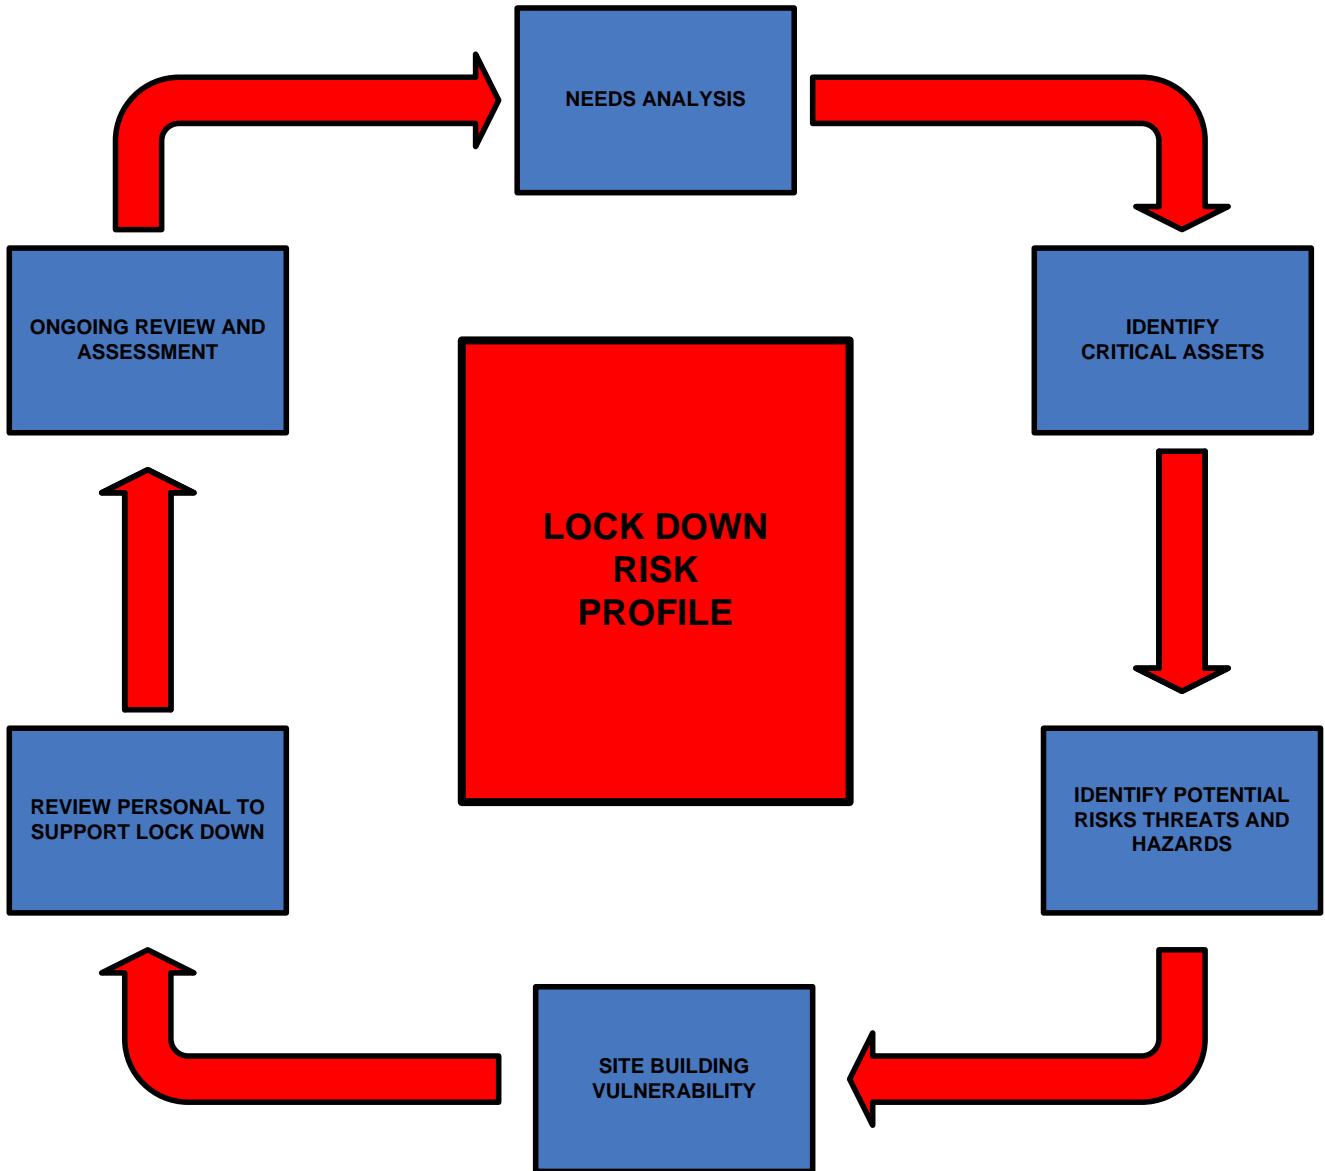 NEEDS ANALYSIS
IDENTIFY
CRITICAL ASSETS
IDENTIFY POTENTIAL
RISKS THREATS AND
HAZARDS
SITE BUILDING
VULNERABILITY
REVIEW PERSONAL TO
SUPPORT LOCK DOWN
ONGOING REVIEW AND
ASSESSMENT
LOCK DOWN
RISK
PROFILE